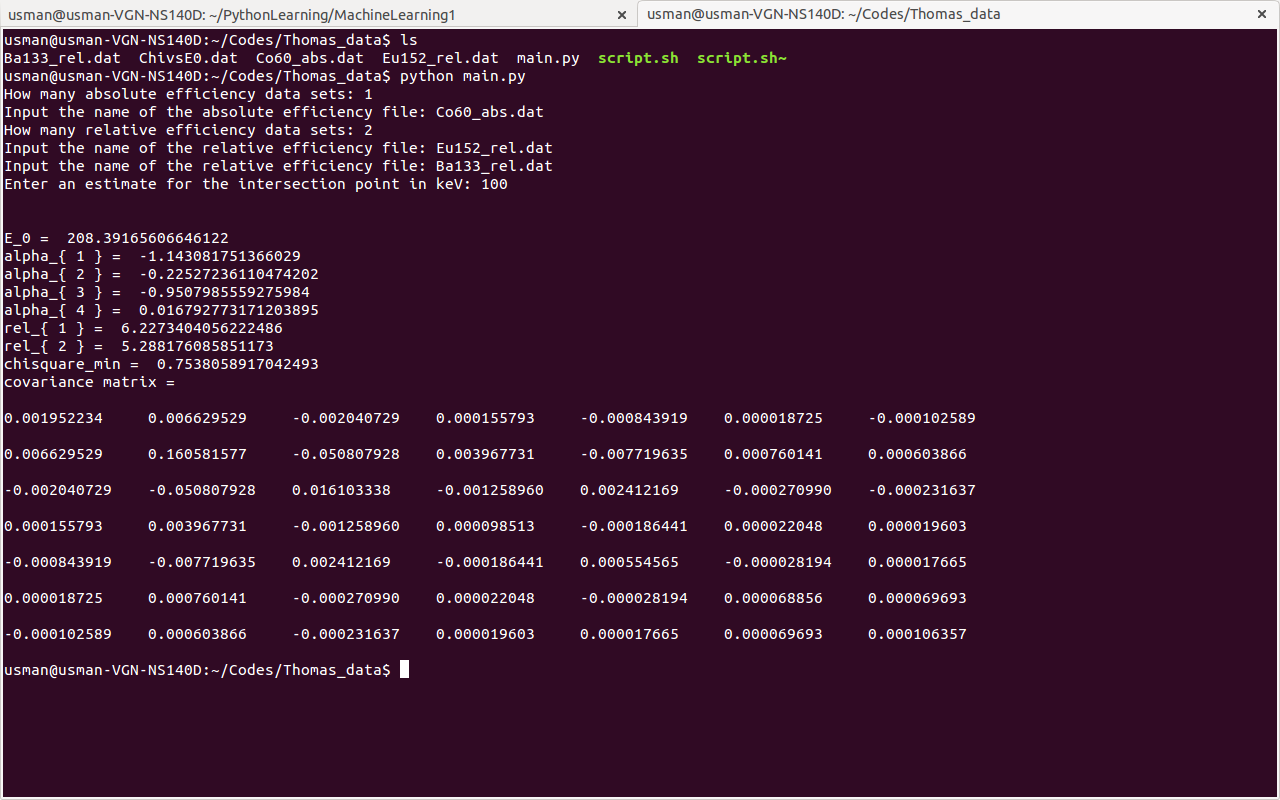 usman@usman-VGN-NS140D: ~/PythonLearning/MachineLearning1 × usman@usman-VGN-NS140D: ~/Codes/Thomas_data ×
usman@usman-VGN-NS140D:~/Codes/Thomas_data$ ls
Ba133_rel.dat ChivsE0.dat Co60_abs.dat Eu152_rel.dat main.py script.sh script.sh~
usman@usman-VGN-NS140D:~/Codes/Thomas_data$ python main.py
How many absolute efficiency data sets: 1
Input the name of the absolute efficiency file: Co60_abs.dat
How many relative efficiency data sets: 2
Input the name of the relative efficiency file: Eu152_rel.dat
Input the name of the relative efficiency file: Ba133_rel.dat
Enter an estimate for the intersection point in keV: 100
E_0 =  208.39165606646122
alpha_{ 1 } =  -1.143081751366029
alpha_{ 2 } =  -0.22527236110474202
alpha_{ 3 } =  -0.9507985559275984
alpha_{ 4 } =  0.016792773171203895
rel_{ 1 } =  6.2273404056222486
rel_{ 2 } =  5.288176085851173
chisquare_min =  0.7538058917042493
covariance matrix =
0.001952234 0.006629529 -0.002040729 0.000155793 -0.000843919 0.000018725 -0.000102589
0.006629529 0.160581577 -0.050807928 0.003967731 -0.007719635 0.000760141 0.000603866
-0.002040729 -0.050807928 0.016103338 -0.001258960 0.002412169 -0.000270990 -0.000231637
0.000155793 0.003967731 -0.001258960 0.000098513 -0.000186441 0.000022048 0.000019603
-0.000843919 -0.007719635 0.002412169 -0.000186441 0.000554565 -0.000028194 0.000017665
0.000018725 0.000760141 -0.000270990 0.000022048 -0.000028194 0.000068856 0.000069693
-0.000102589 0.000603866 -0.000231637 0.000019603 0.000017665 0.000069693 0.000106357
usman@usman-VGN-NS140D:~/Codes/Thomas_data$